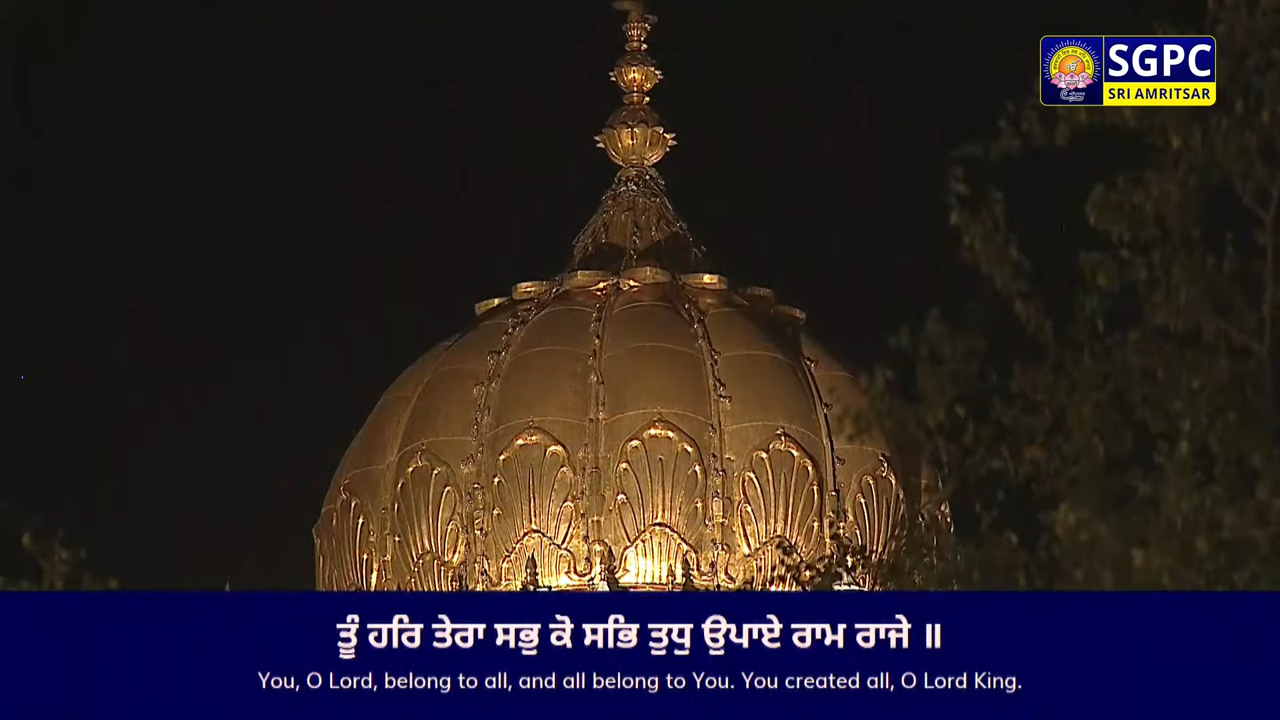 SGPC
SRI AMRITSAR
ਤੂੰ ਹਰਿ ਤੇਰਾ ਸਭੁ ਕੋ ਸਭਿ ਤੁਧੁ ਉਪਾਏ ਰਾਮ ਰਾਜੇ ॥
You, O Lord, belong to all, and all belong to You. You created all, O Lord King.